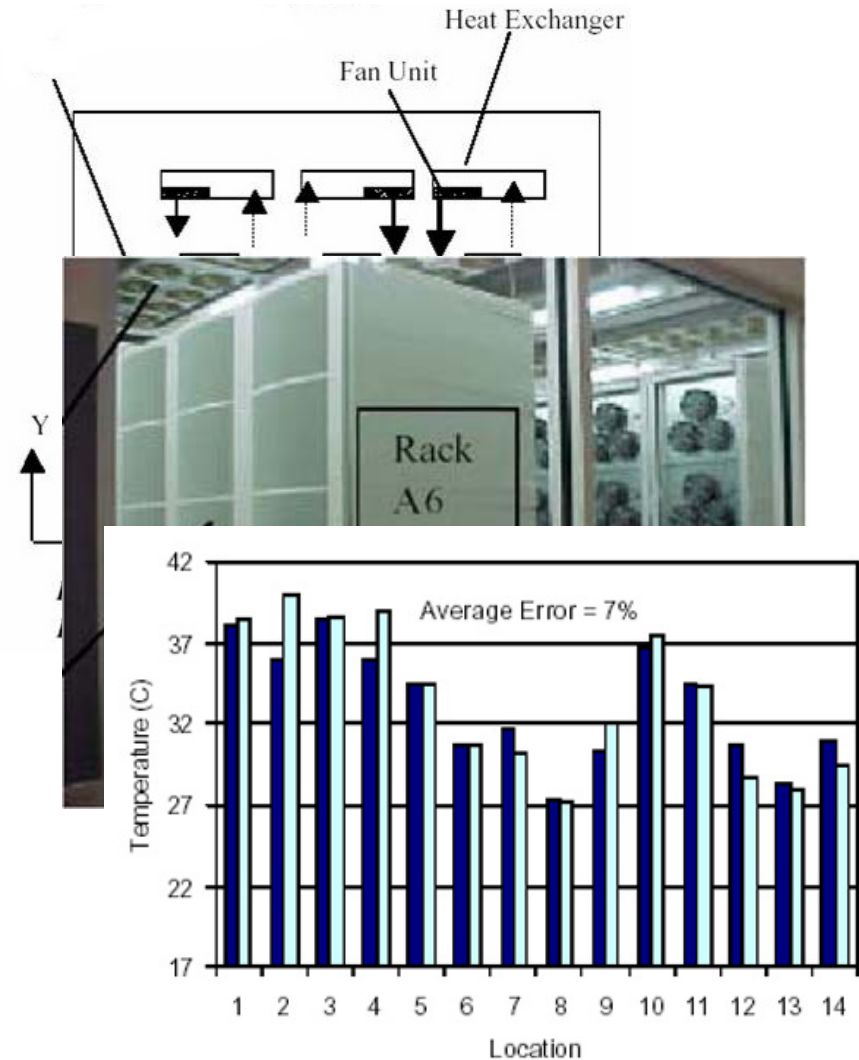 Heat Exchanger
Fan Unit
Y
Rack
A6
Average Error = 7%
Temperature (C)
42
37
32
27
22
17
1 2 3 4 5 6 7 8 9 10 11 12 13 14
Location